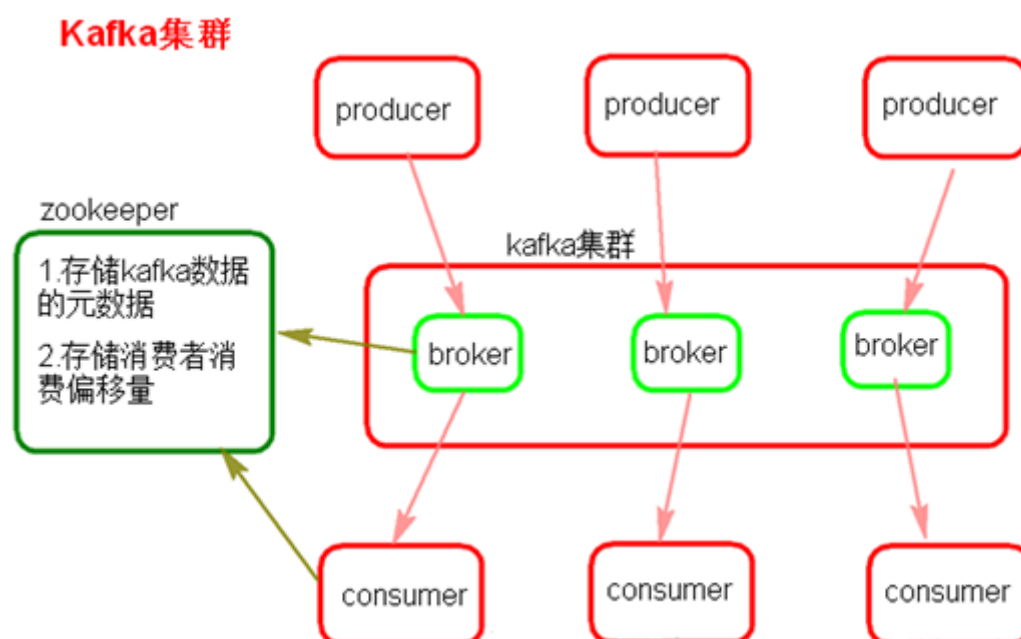 Kafka集群
producer
producer
producer
zookeeper
1.存储kafka数据
的元数据
2.存储消费者消
费偏移量
kafka集群
broker
broker
broker
consumer
consumer
consumer